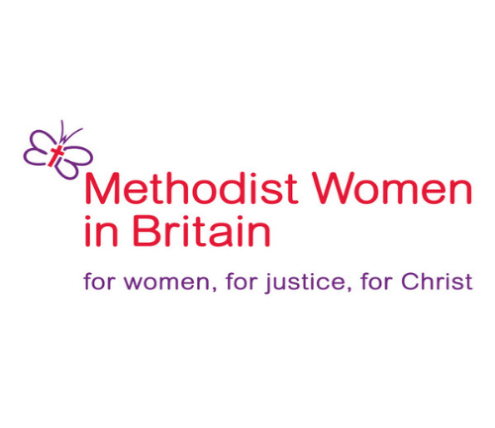 Methodist Women
in Britain
for women, for justice, for Christ